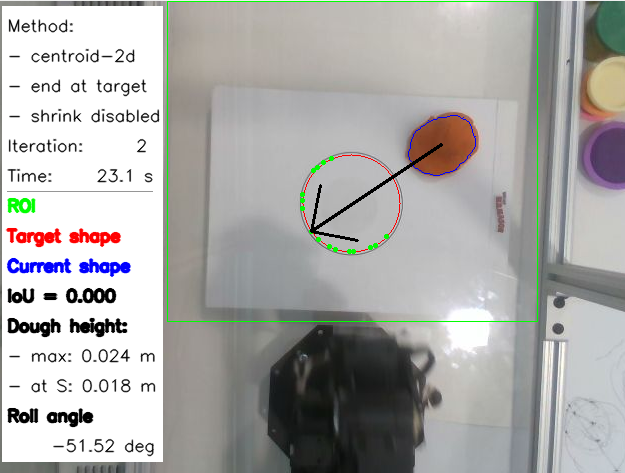 Method:
- centroid-2d
- end at target
- shrink disabled
Iteration: 2
Time: 23.1 s
ROI
Target shape
Current shape
IoU = 0.000
Dough height:
- max: 0.024 m
- at S: 0.018 m
Roll angle
-51.52 deg